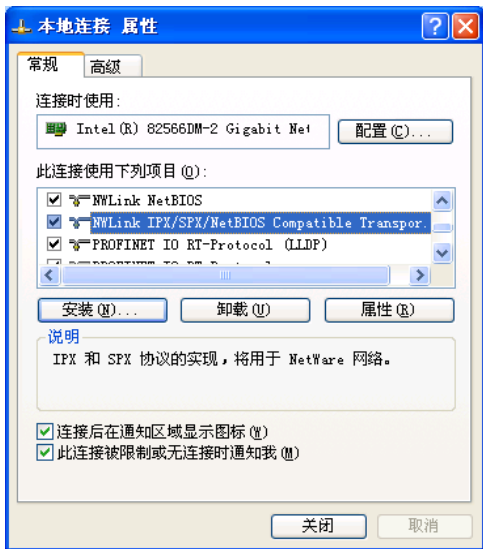 本地连接 属性
常规
高级
连接时使用:
Intel(R) 82566DM-2 Gigabit Net
配置(C)...
此连接使用下列项目(O):
NWLink NetBIOS
NWLink IPX/SPX/NetBIOS Compatible Transpor.
PROFINET IO RT-Protocol (LLDP)
安装(N)...
卸载(U)
属性(R)
说明
IPX 和 SPX 协议的实现，将用于 NetWare 网络。
连接后在通知区域显示图标(W)
此连接被限制或无连接时通知我(M)
关闭
取消